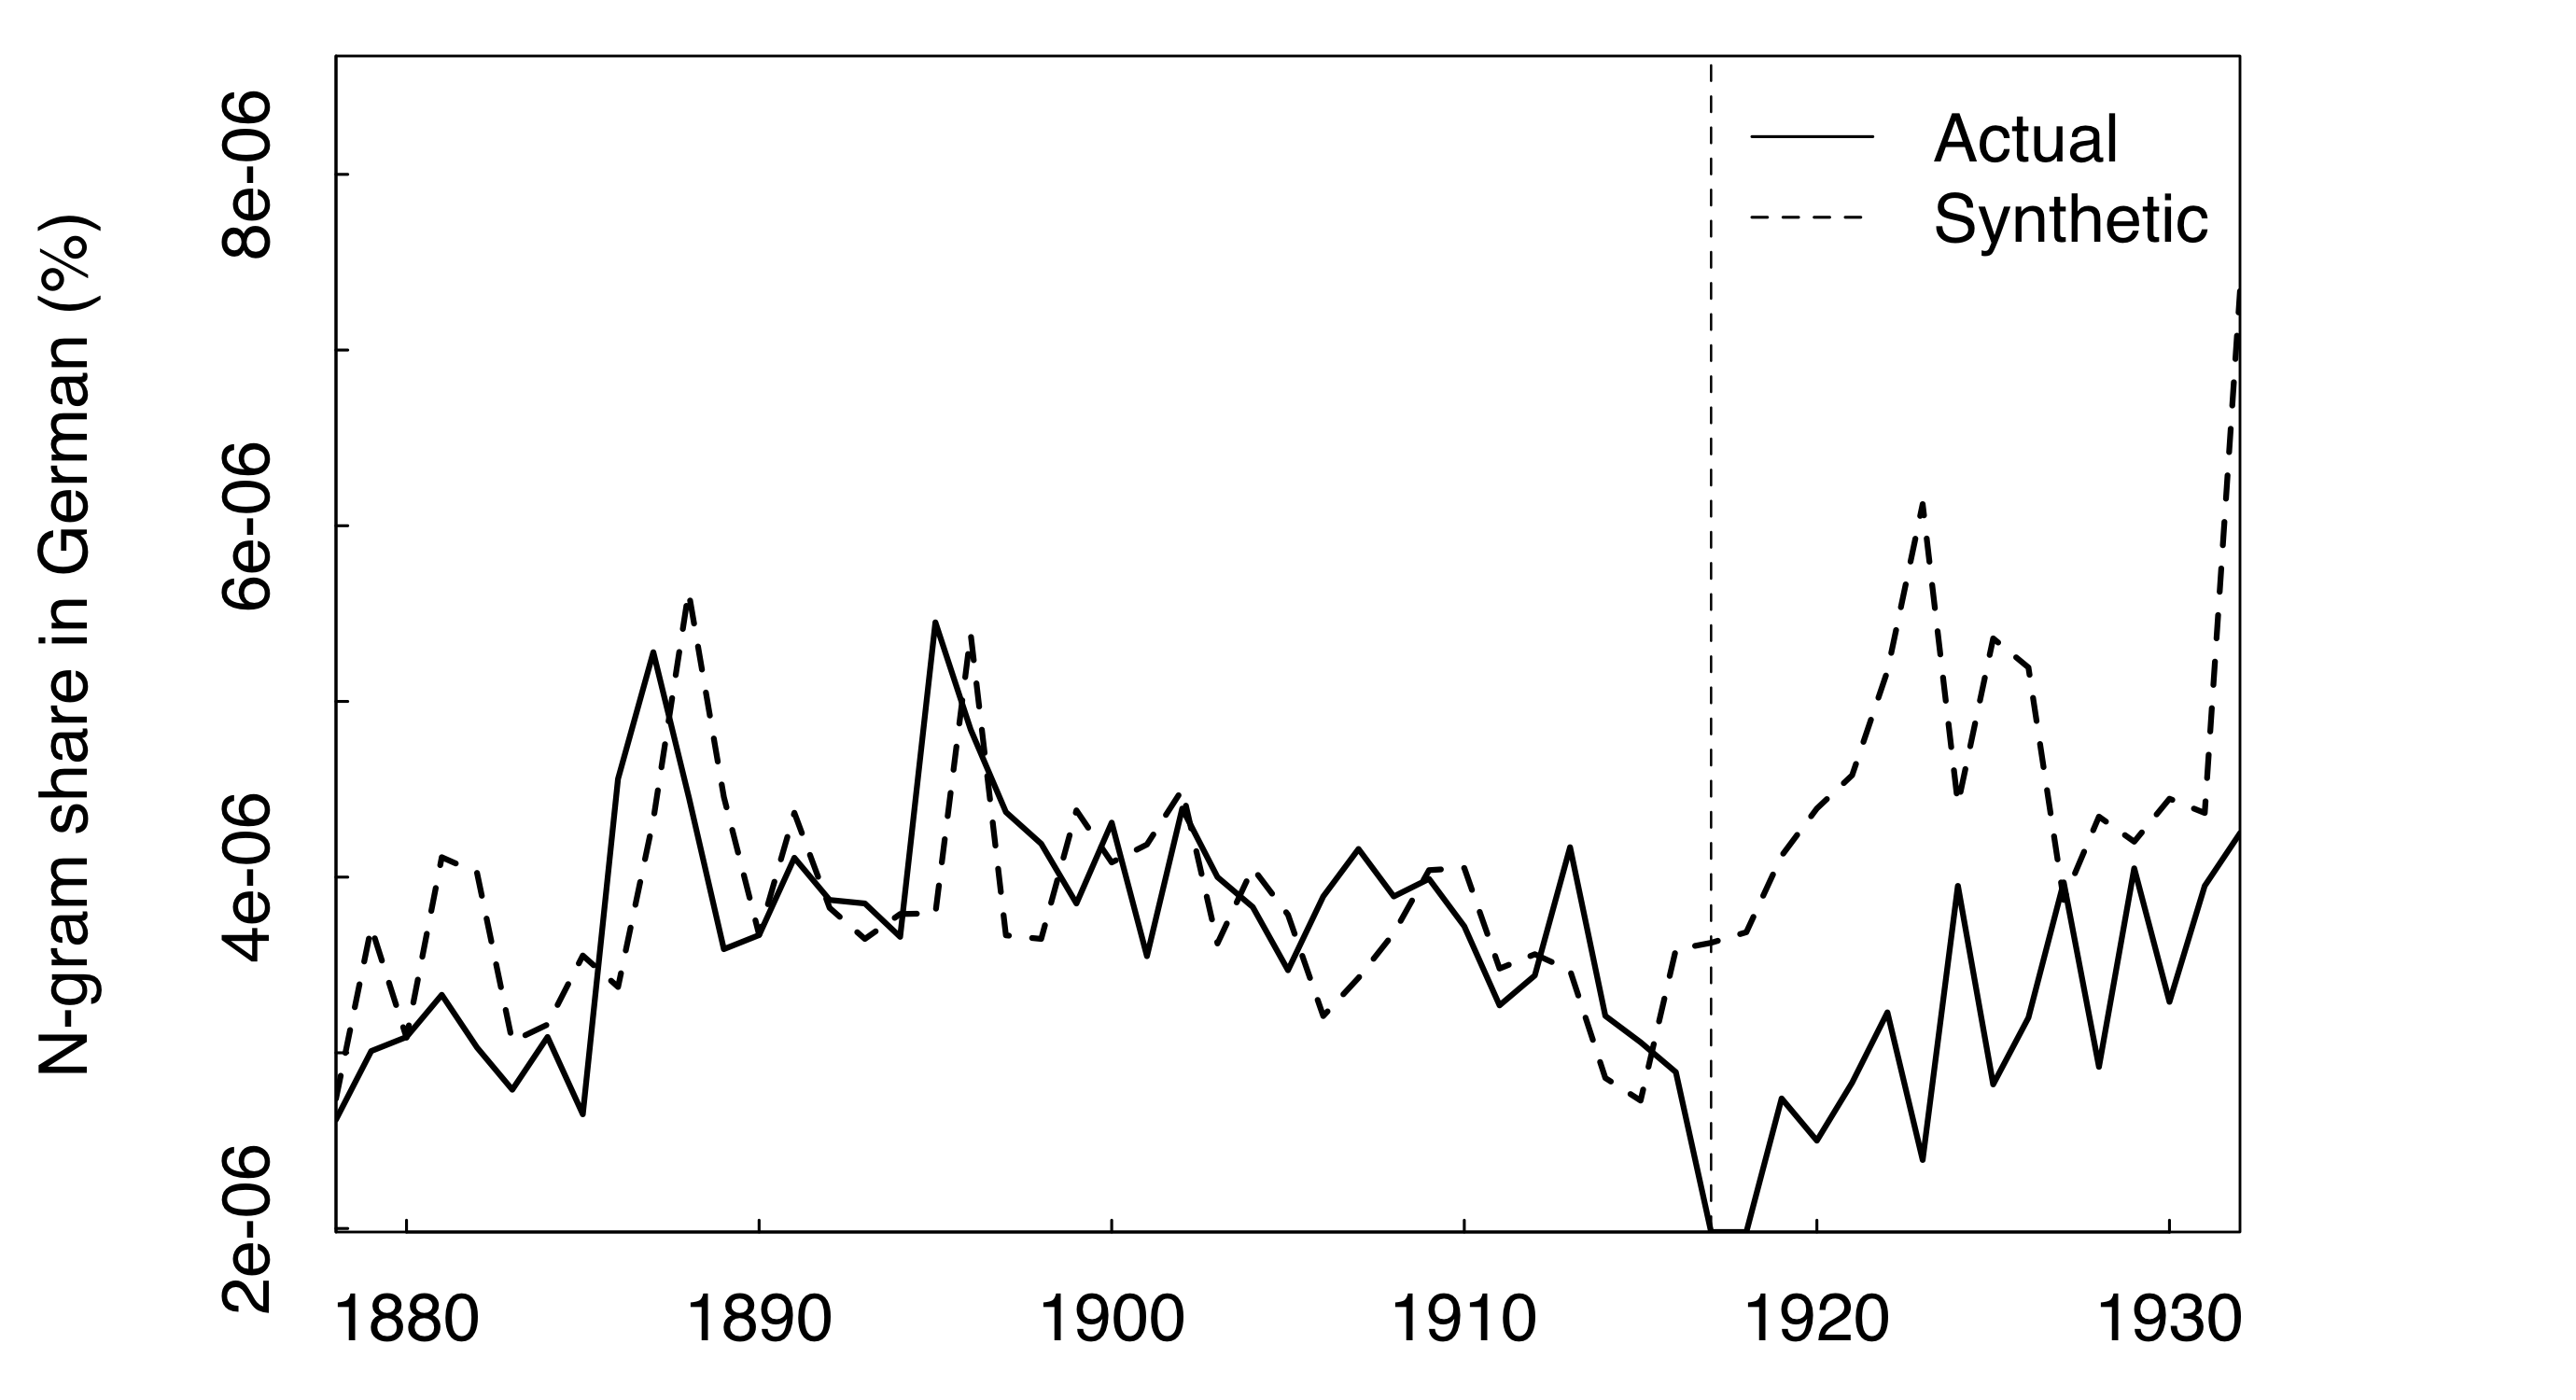 N-gram share in German (%)
8e-06
6e-06
4e-06
2e-06
Actual
Synthetic
1880 1890 1900 1910 1920 1930